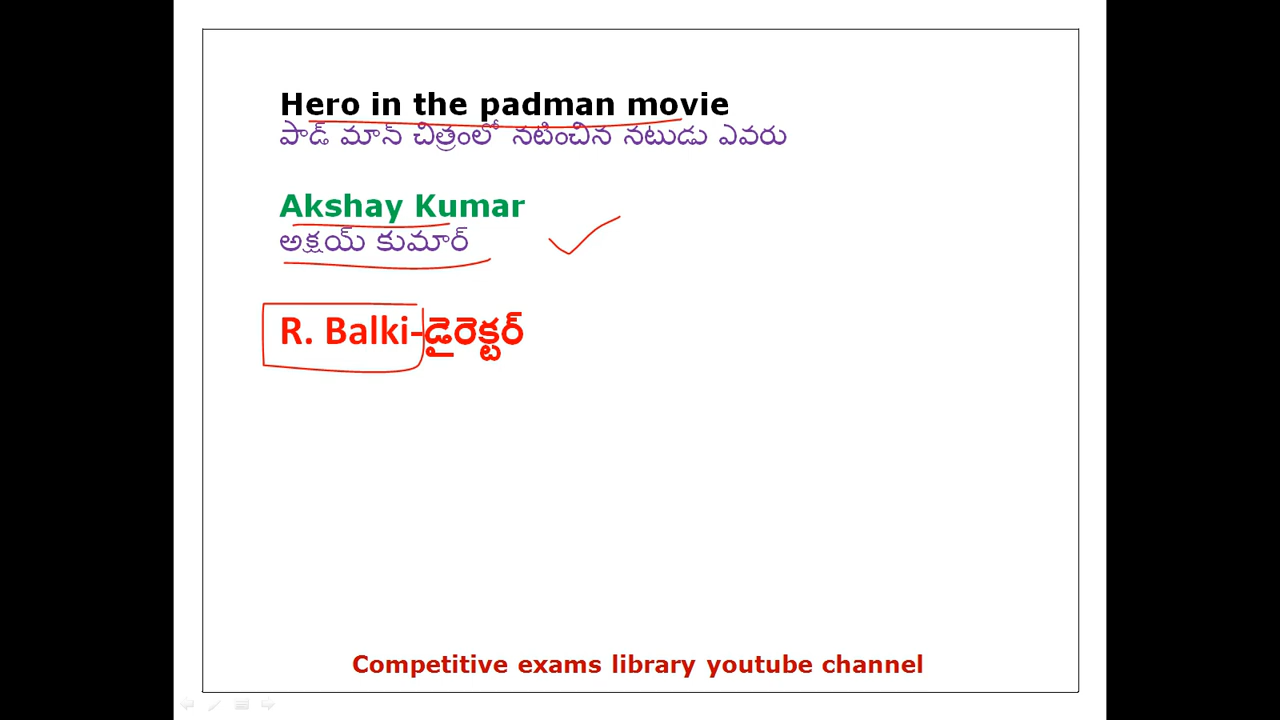 Hero in the padman movie
పాడ్ మాన్ చిత్రంలో నటించిన నటుడు ఎవరు
Akshay Kumar
అక్షయ్ కుమార్
R. Balki-డైరెక్టర్
Competitive exams library youtube channel